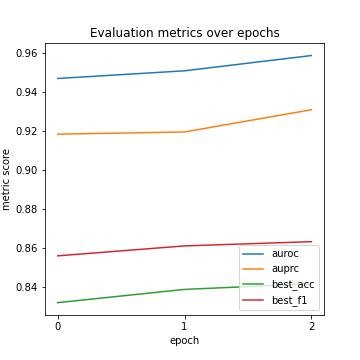 Evaluation metrics over epochs
metric score
0.96
0.94
0.92
0.90
0.88
0.86
0.84
auroc
auprc
best_acc
best_f1
0 1 2
epoch